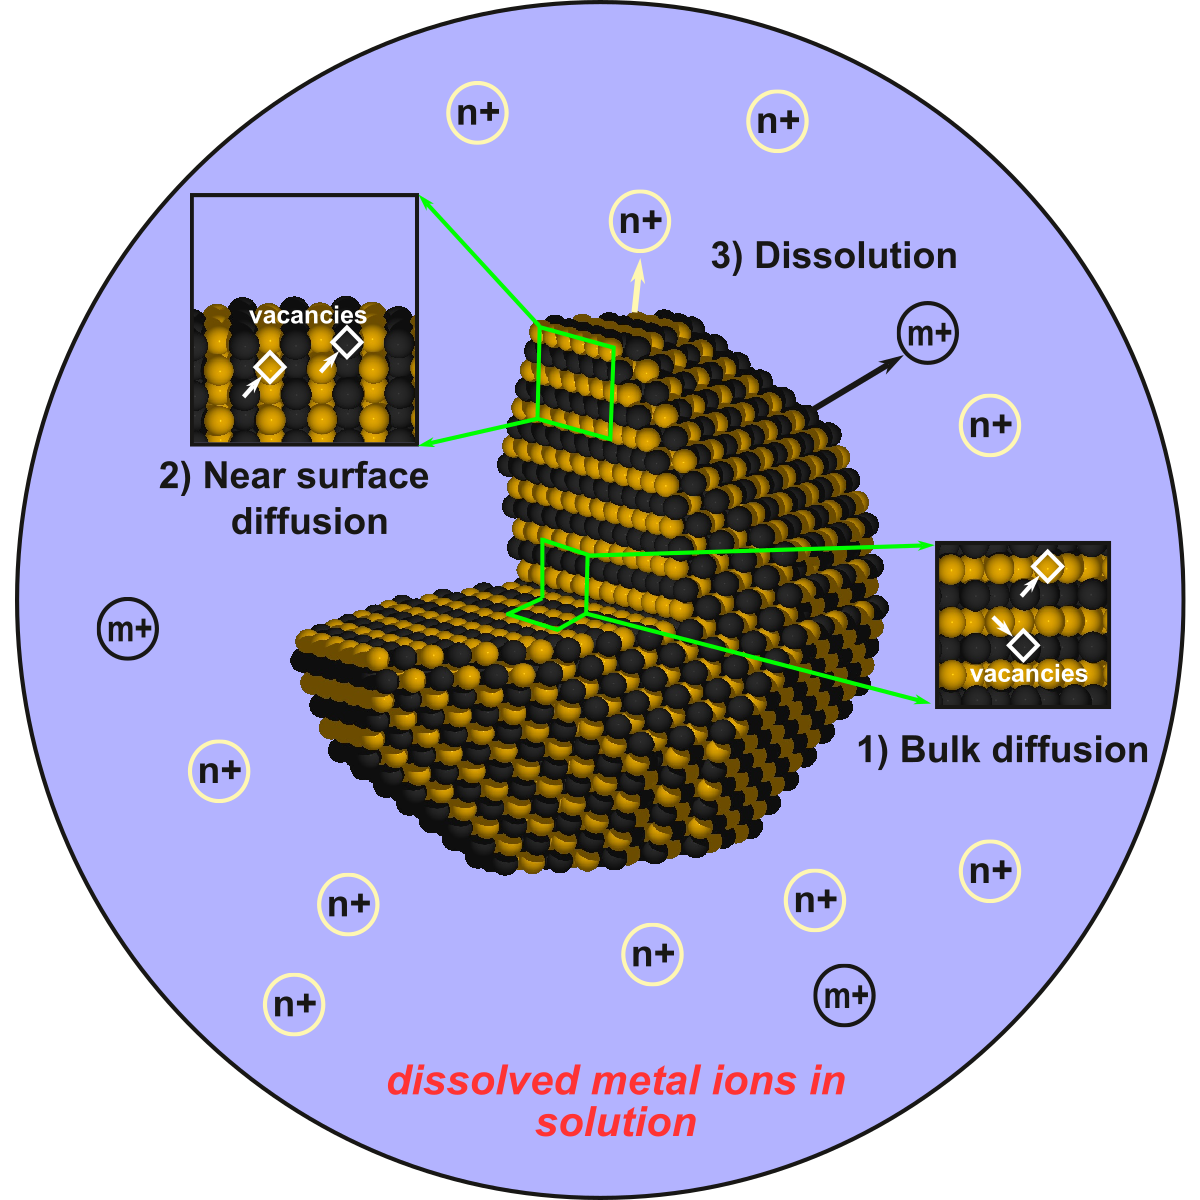 n+
n+
n+
3) Dissolution
vacancies
m+
n+
2) Near surface
diffusion
m+
vacancies
1) Bulk diffusion
n+
n+
n+
n+
n+
m+
n+
dissolved metal ions in
solution